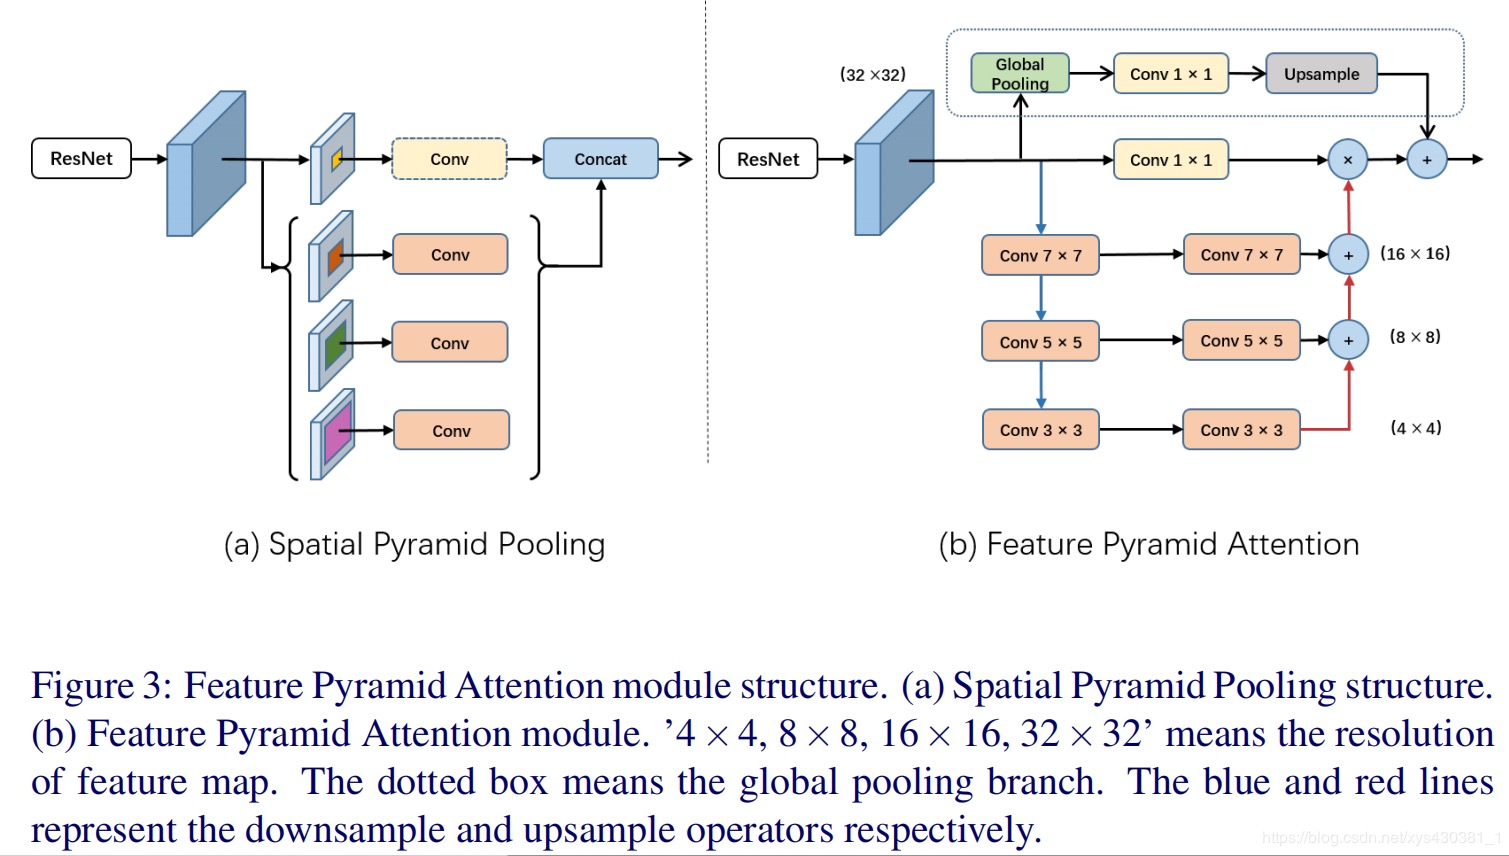 ResNet
Conv
Concat
Conv
Conv
Conv
(a) Spatial Pyramid Pooling
(32 ×32)
Global
Pooling
Conv 1 × 1
Upsample
ResNet
Conv 1 × 1
×
+
Conv 7 × 7
Conv 7 × 7
+
(16 × 16)
Conv 5 × 5
Conv 5 × 5
+
(8 × 8)
Conv 3 × 3
Conv 3 × 3
(4 × 4)
(b) Feature Pyramid Attention
Figure 3: Feature Pyramid Attention module structure. (a) Spatial Pyramid Pooling structure.
(b) Feature Pyramid Attention module. ’4 × 4, 8 × 8, 16 × 16, 32 × 32’ means the resolution
of feature map. The dotted box means the global pooling branch. The blue and red lines
represent the downsample and upsample operators respectively.
https://blog.csdn.net/xys430381_1